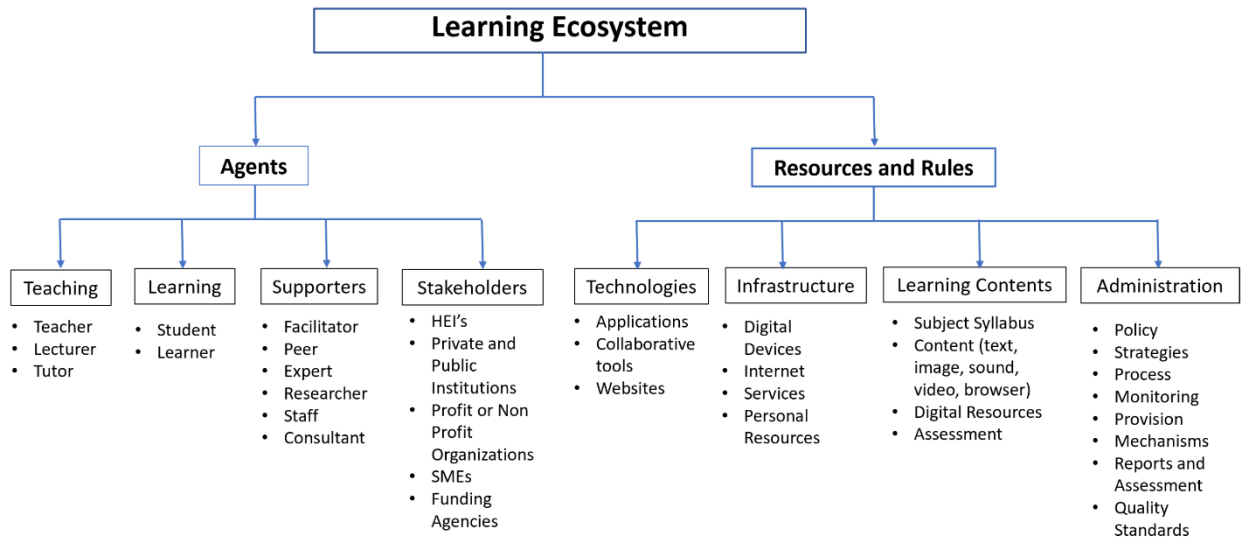 Learning Ecosystem
Agents
Resources and Rules
Teaching
• Teacher
• Lecturer
• Tutor
Learning
• Student
• Learner
Supporters
• Facilitator
• Peer
• Expert
• Researcher
• Staff
• Consultant
Stakeholders
• HEI's
• Private and
Public
Institutions
• Profit or Non
Profit
Organizations
• SMEs
• Funding
Agencies
Technologies
• Applications
• Collaborative
tools
• Websites
Infrastructure
• Digital
Devices
• Internet
• Services
• Personal
Resources
Learning Contents
• Subject Syllabus
• Content (text,
image, sound,
video, browser)
• Digital Resources
• Assessment
Administration
• Policy
• Strategies
• Process
• Monitoring
• Provision
• Mechanisms
• Reports and
Assessment
• Quality
Standards